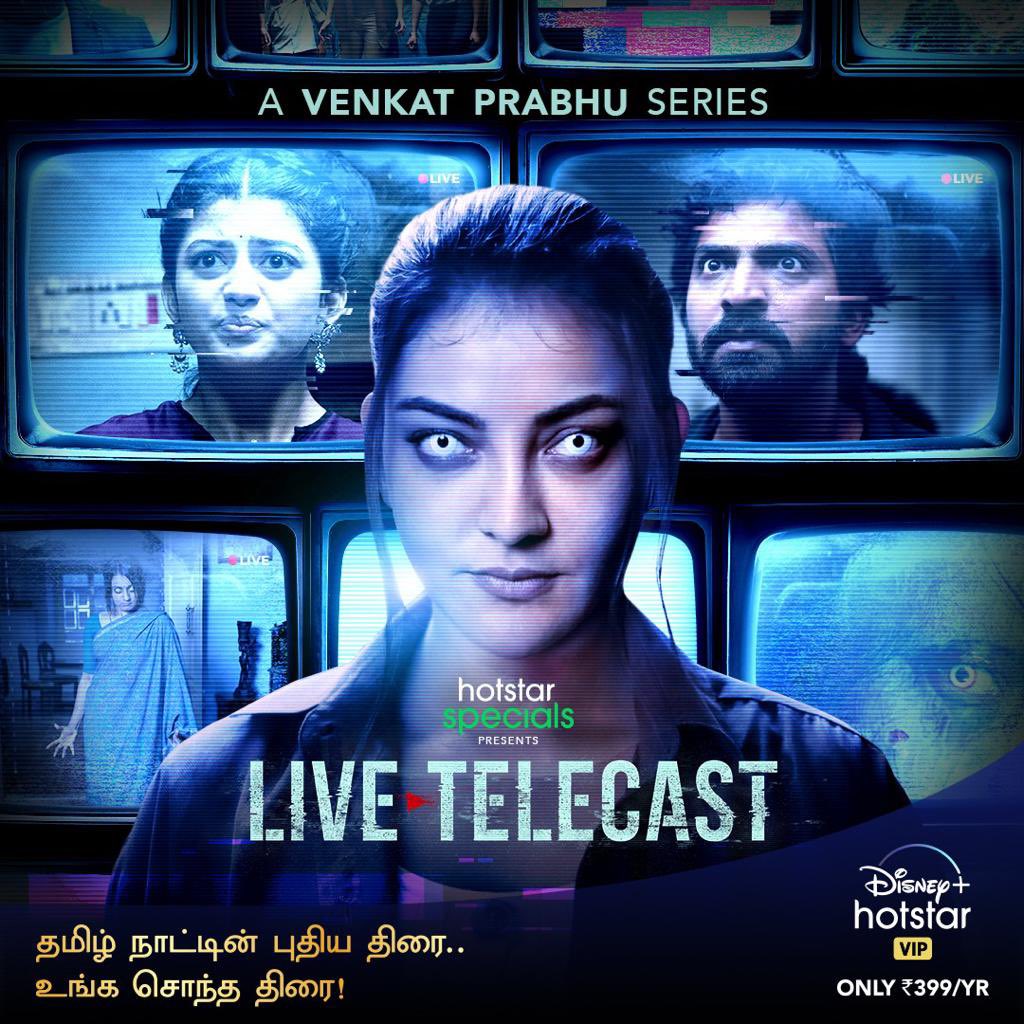 A VENKAT PRABHU SERIES
LIVE
LIVE
LIVE
hotstar
specials
PRESENTS
LIVE TELECAST
Disney+
hotstar
VIP
தமிழ் நாட்டின் புதிய திரை..
உங்க சொந்த திரை!
ONLY ₹399/YR